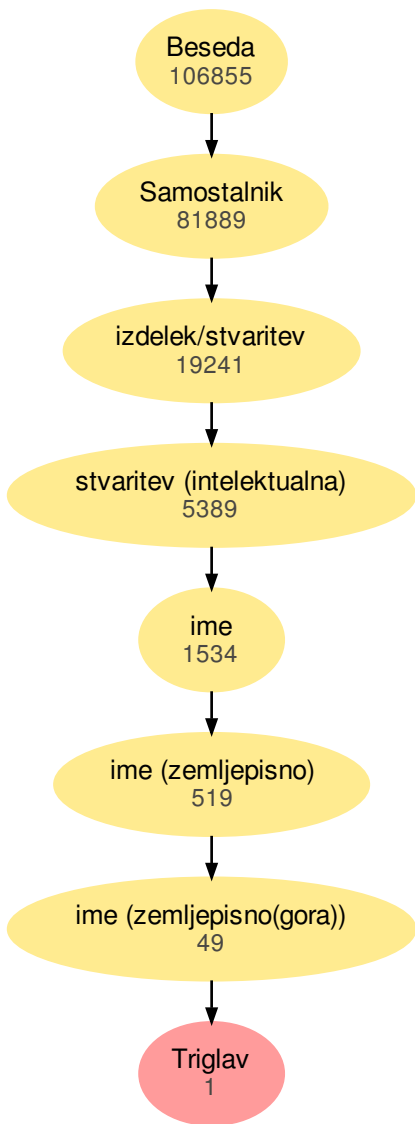 Beseda
106855
Samostalnik
81889
izdelek/stvaritev
19241
stvaritev (intelektualna)
5389
ime
1534
ime (zemljepisno)
519
ime (zemljepisno(gora))
49
Triglav
1